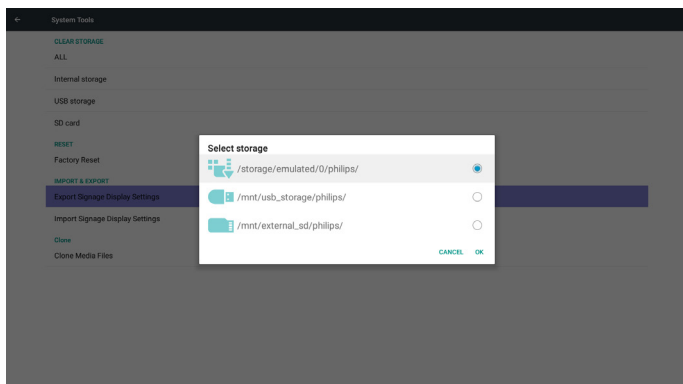 System Tools
CLEAR STORAGE
ALL
Internal storage
USB storage
SD card
RESET
Factory Reset
IMPORT & EXPORT
Export Signage Display Settings
Import Signage Display Settings
Clone
Clone Media Files
Select storage
/storage/emulated/0/philips/
/mnt/usb_storage/philips/
/mnt/external_sd/philips/
CANCEL OK